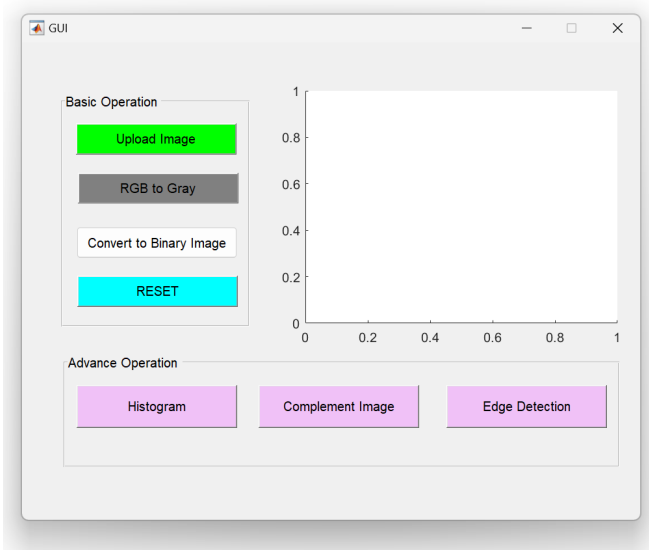 GUI
Basic Operation
Upload Image
RGB to Gray
Convert to Binary Image
RESET
1
0.8
0.6
0.4
0.2
0
0 0.2 0.4 0.6 0.8 1
Advance Operation
Histogram Complement Image Edge Detection